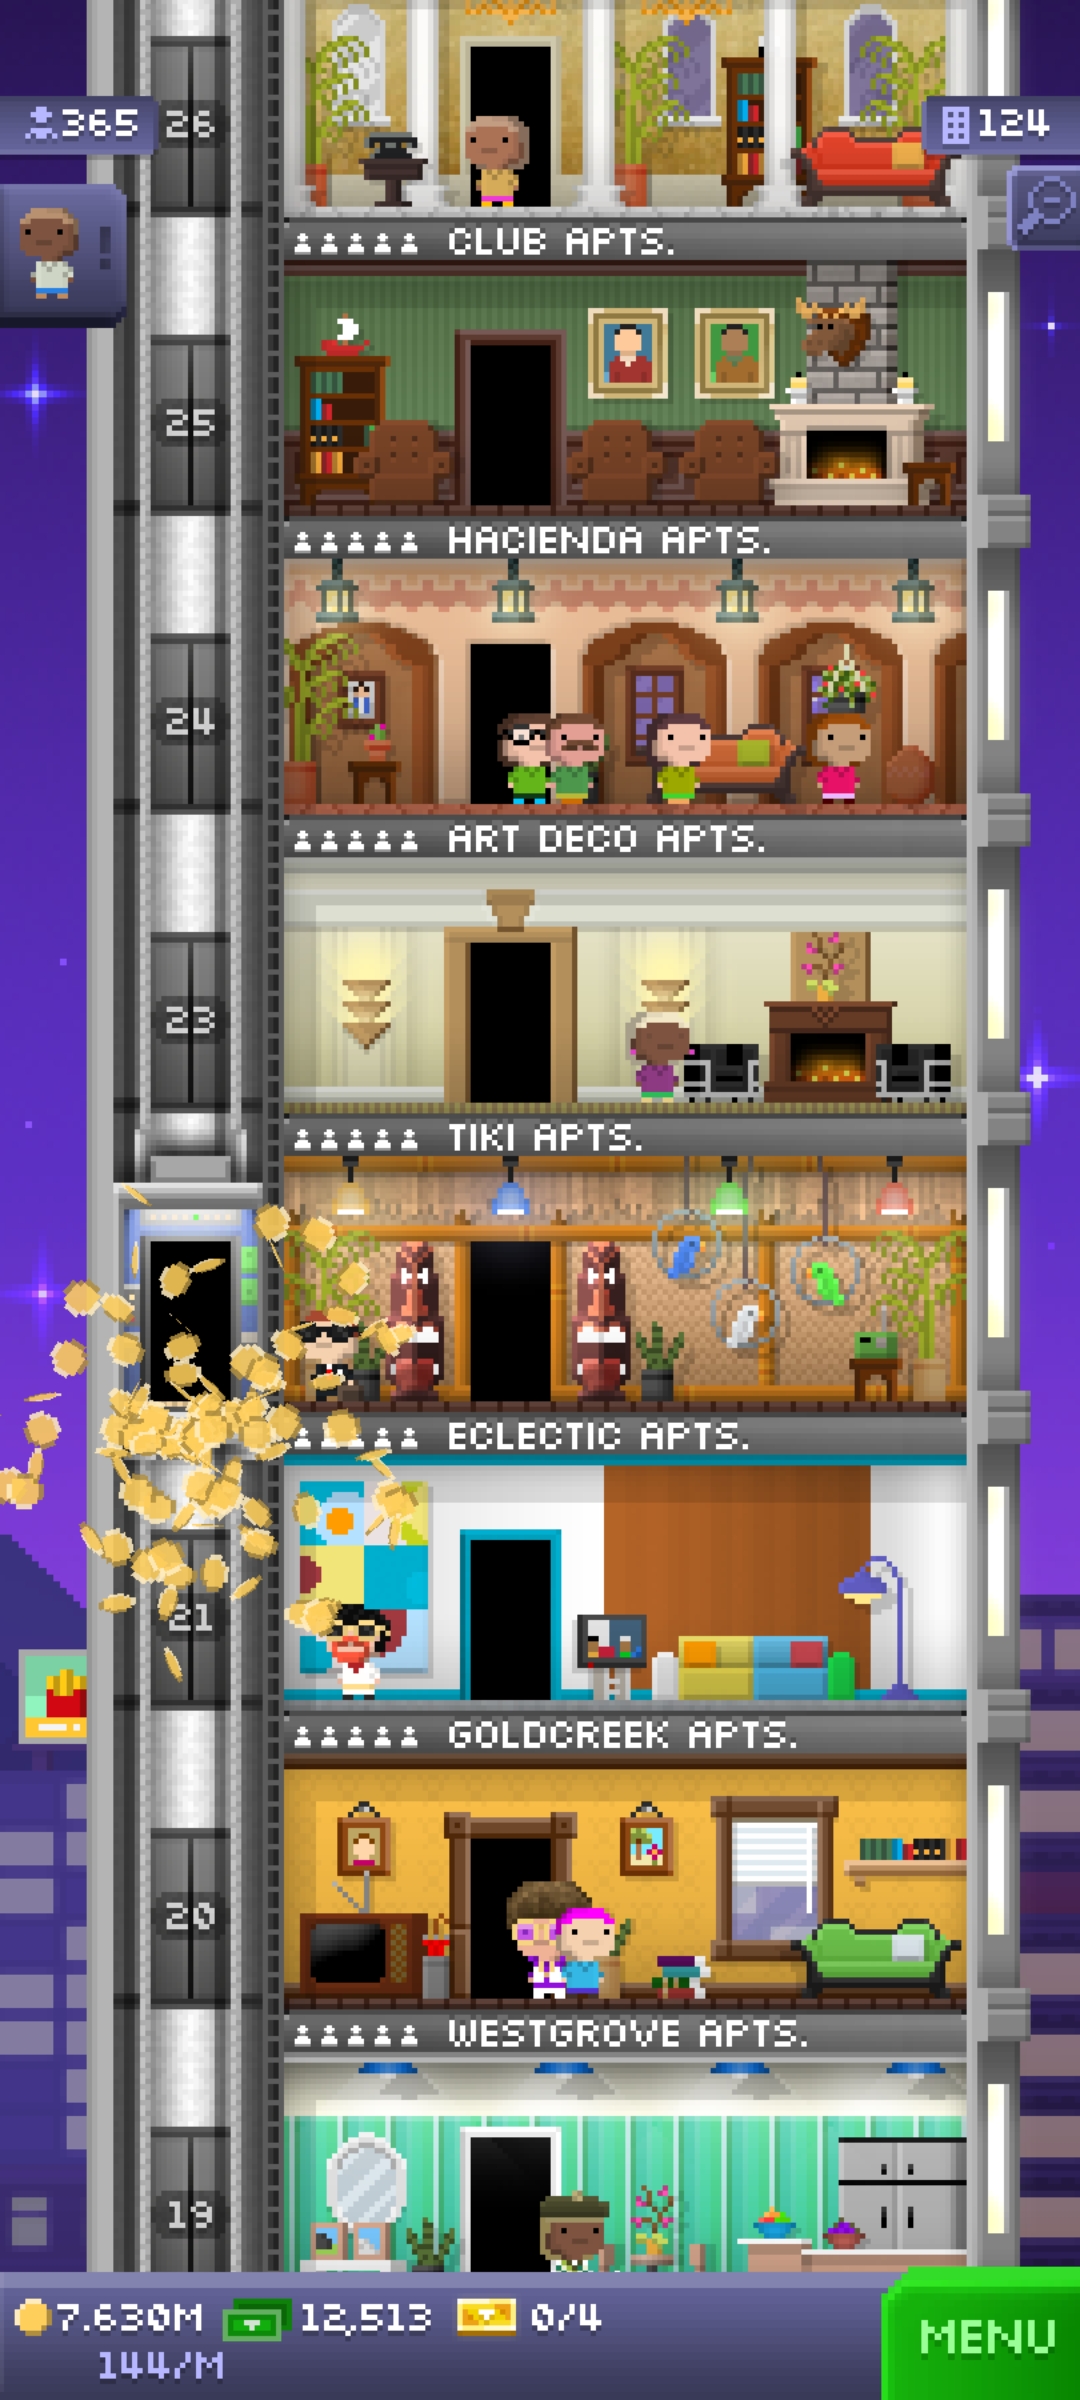 26
365
124
!
CLUB APTS.
25
HACIENDA APTS.
24
ART DECO APTS.
23
TIKI APTS.
ECLECTIC APTS.
21
GOLDCREEK APTS.
20
WESTGROVE APTS.
19
7.630M 12,513 0/4
144/M
MENU